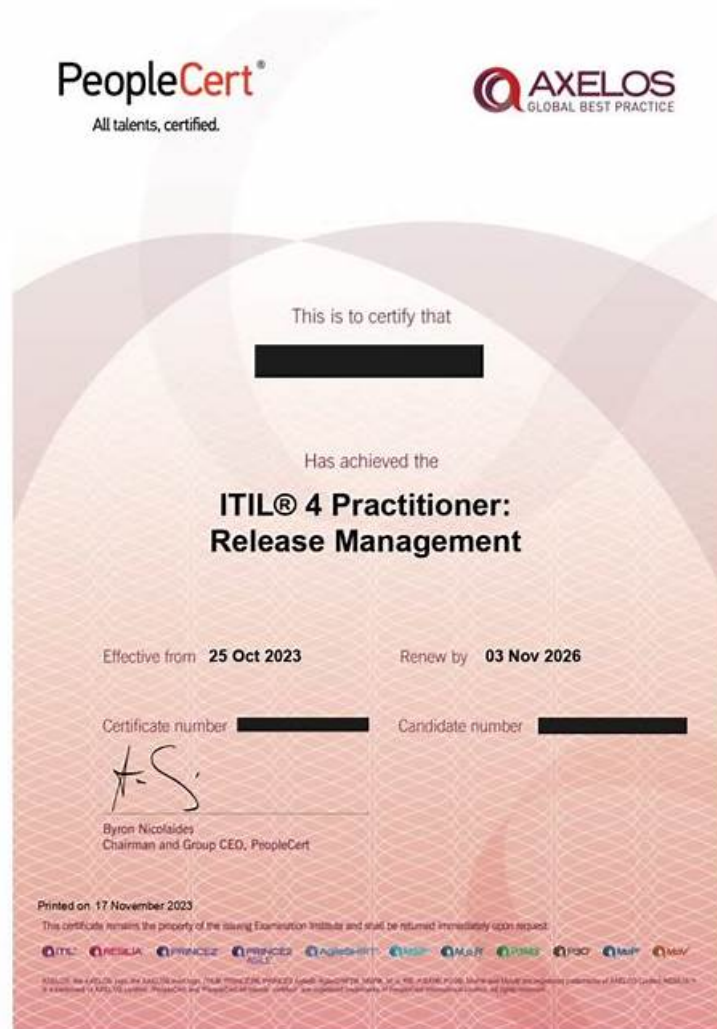 PeopleCert®
All talents, certified.
AXELOS
GLOBAL BEST PRACTICE
This is to certify that
Has achieved the
ITIL® 4 Practitioner:
Release Management
Effective from 25 Oct 2023 Renew by 03 Nov 2026
Certificate number Candidate number
Byron Nicolaides
Chairman and Group CEO, PeopleCert
Printed on 17 November 2023
This certificate remains the property of the issuing Examination Institute and shall be returned immediately upon request.
ITIL® RESILIA PRINCE2 PRINCE2 AGILE AgileSHIFT MSP M_o_R P3M3 P3O MoP MoV